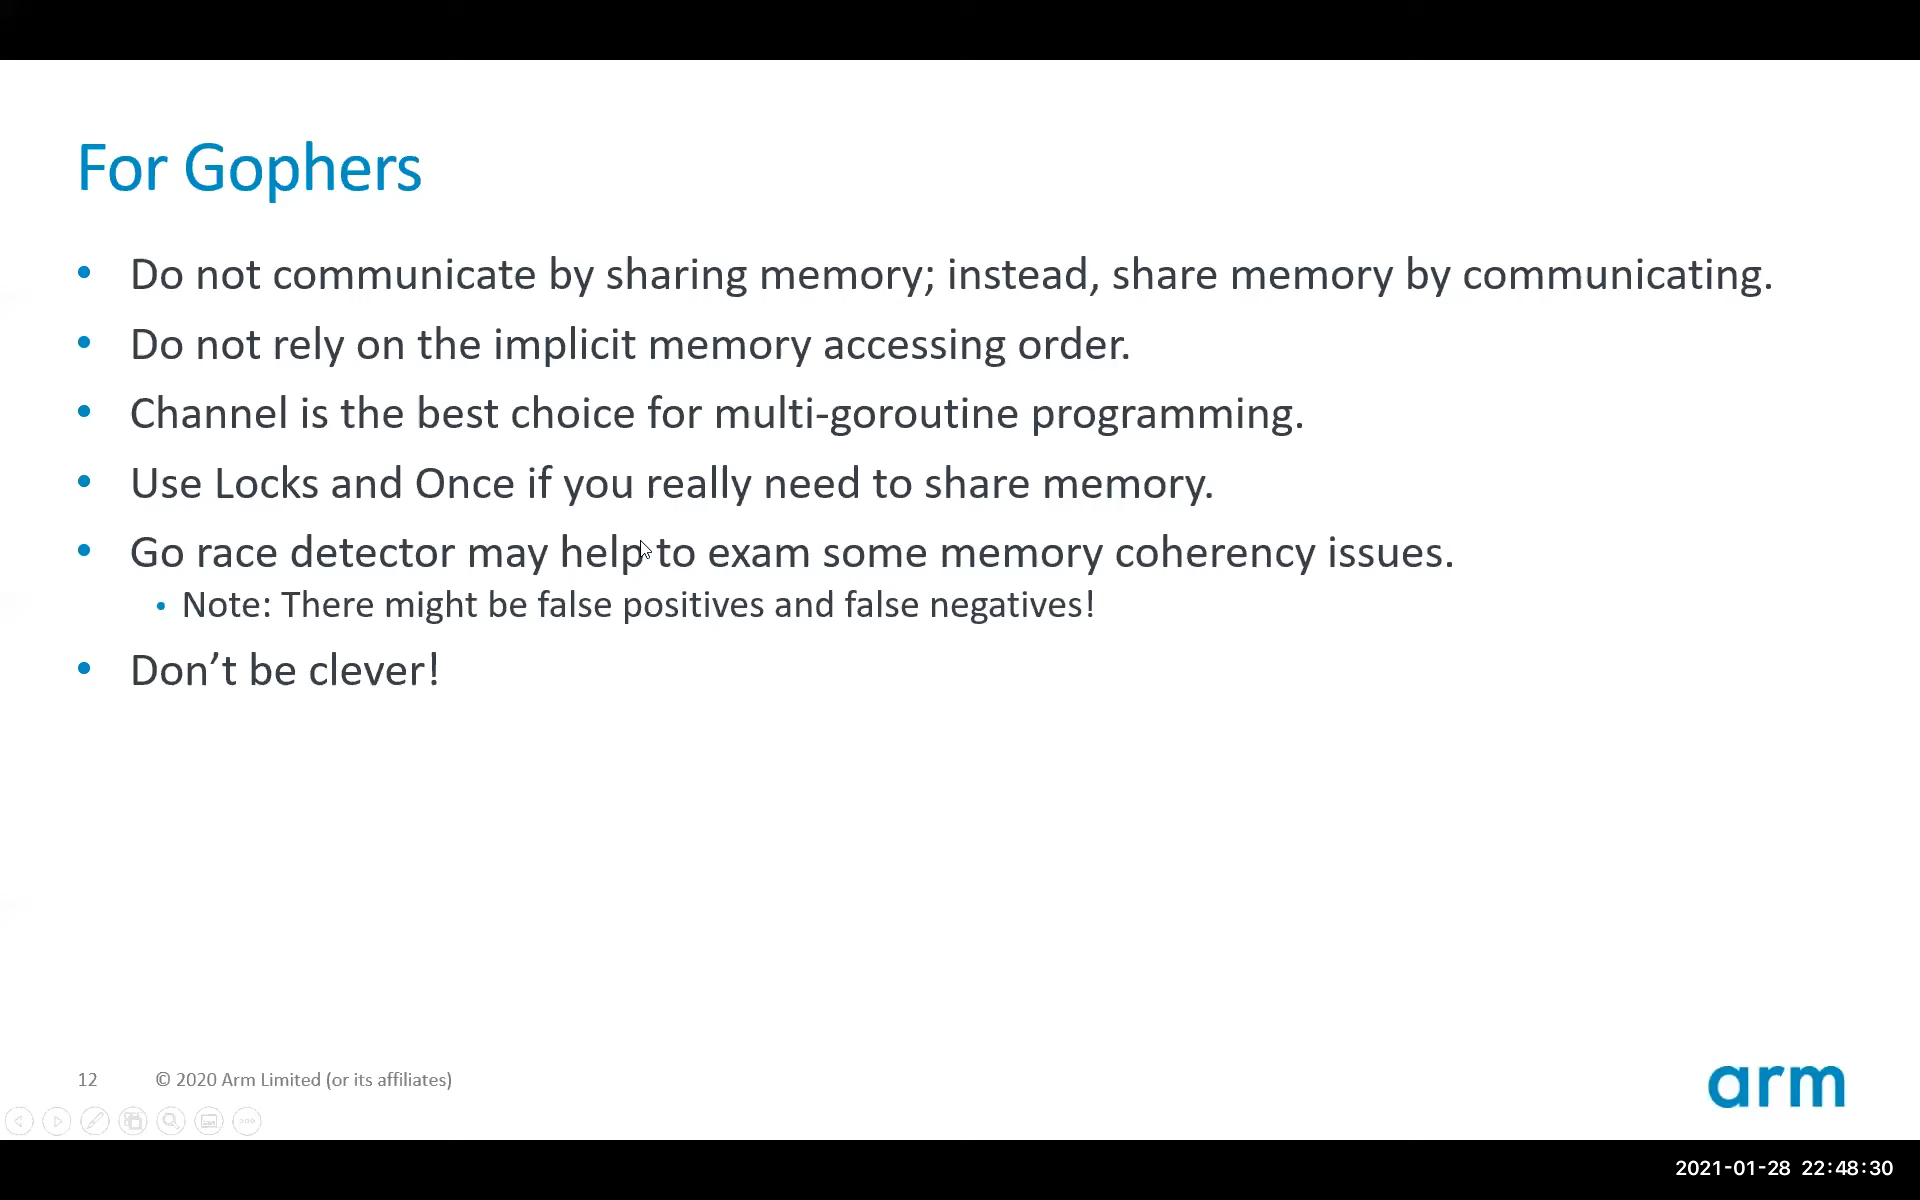 For Gophers
• Do not communicate by sharing memory; instead, share memory by communicating.
• Do not rely on the implicit memory accessing order.
• Channel is the best choice for multi-goroutine programming.
• Use Locks and Once if you really need to share memory.
• Go race detector may help to exam some memory coherency issues.
• Note: There might be false positives and false negatives!
• Don’t be clever!
12 © 2020 Arm Limited (or its affiliates)
arm
2021-01-28 22:48:30